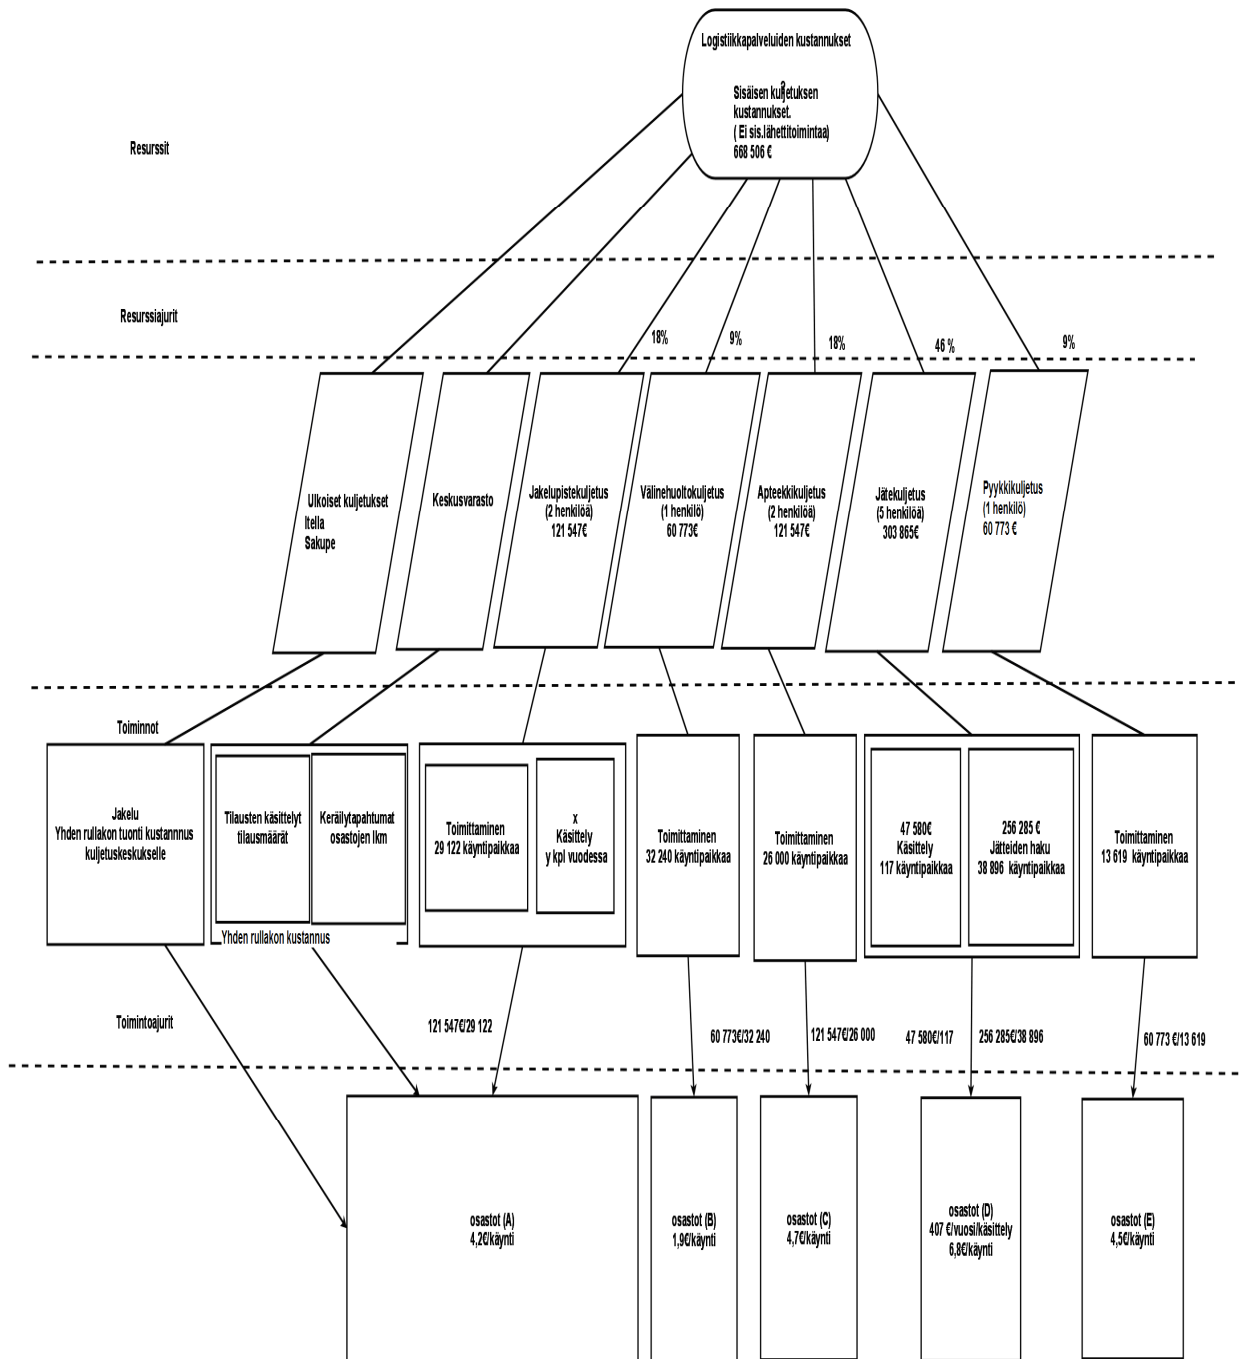 Logistiikkapalveluiden kustannukset
Sisäisen kuljetuksen
kustannukset.
( Ei sis.lähettitoimintaa)
668 506 €
Resurssit
Resurssiajurit
18%
9%
18%
46 %
9%
Ulkoiset kuljetukset
Itella
Sakupe
Keskusvarasto
Jakelupistekuljetus
(2 henkilöä)
121 547€
Välinehuoltokuljetus
(1 henkilö)
60 773€
Apteekkikuljetus
(2 henkilöä)
121 547€
Jätekuljetus
(5 henkilöä)
303 865€
Pyykkikuljetus
(1 henkilö)
60 773 €
Toiminnot
Jakelu
Yhden rullakon tuonti kustannnus
kuljetuskeskukselle
Tilausten käsittelyt
tilausmäärät
Keräilytapahtumat
osastojen lkm
Yhden rullakon kustannus
Toimittaminen
29 122 käyntipaikkaa
x
Käsittely
y kpl vuodessa
Toimittaminen
32 240 käyntipaikkaa
Toimittaminen
26 000 käyntipaikkaa
47 580€
Käsittely
117 käyntipaikkaa
256 285 €
Jätteiden haku
38 896 käyntipaikkaa
Toimittaminen
13 619 käyntipaikkaa
Toimintoajurit
121 547€/29 122
60 773€/32 240
121 547€/26 000
47 580€/117
256 285€/38 896
60 773 €/13 619
osastot (A)
4,2€/käynti
osastot (B)
1,9€/käynti
osastot (C)
4,7€/käynti
osastot (D)
407 €/vuosi/käsittely
6,8€/käynti
osastot (E)
4,5€/käynti